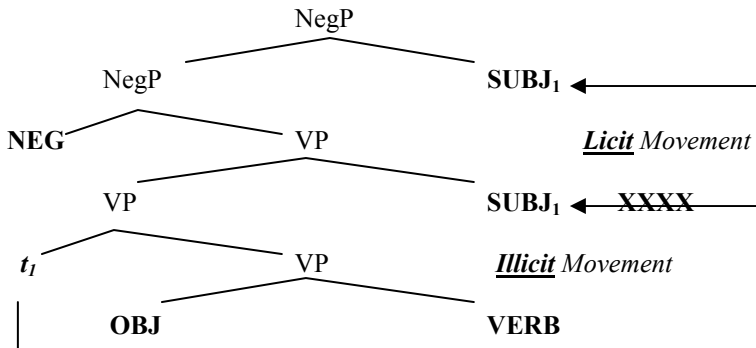 NegP
NegP SUBJ₁
NEG VP Licit Movement
VP SUBJ₁ XXXX
t₁ VP Illicit Movement
OBJ VERB